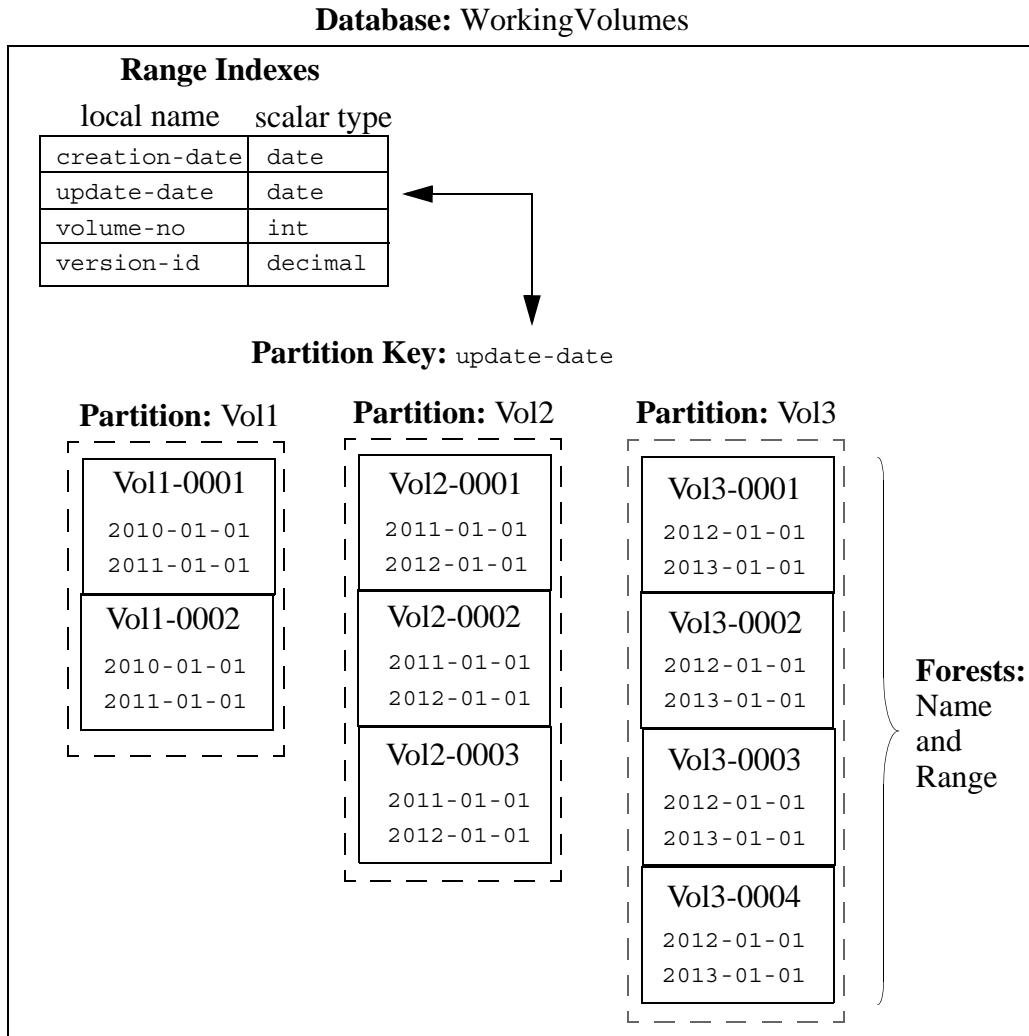 Database: WorkingVolumes
Range Indexes
local name scalar type
creation-date date
update-date date
volume-no int
version-id decimal
Partition Key: update-date
Partition: Vol1
Vol1-0001
2010-01-01
2011-01-01
Vol1-0002
2010-01-01
2011-01-01
Partition: Vol2
Vol2-0001
2011-01-01
2012-01-01
Vol2-0002
2011-01-01
2012-01-01
Vol2-0003
2011-01-01
2012-01-01
Partition: Vol3
Vol3-0001
2012-01-01
2013-01-01
Vol3-0002
2012-01-01
2013-01-01
Vol3-0003
2012-01-01
2013-01-01
Vol3-0004
2012-01-01
2013-01-01
Forests:
Name
and
Range